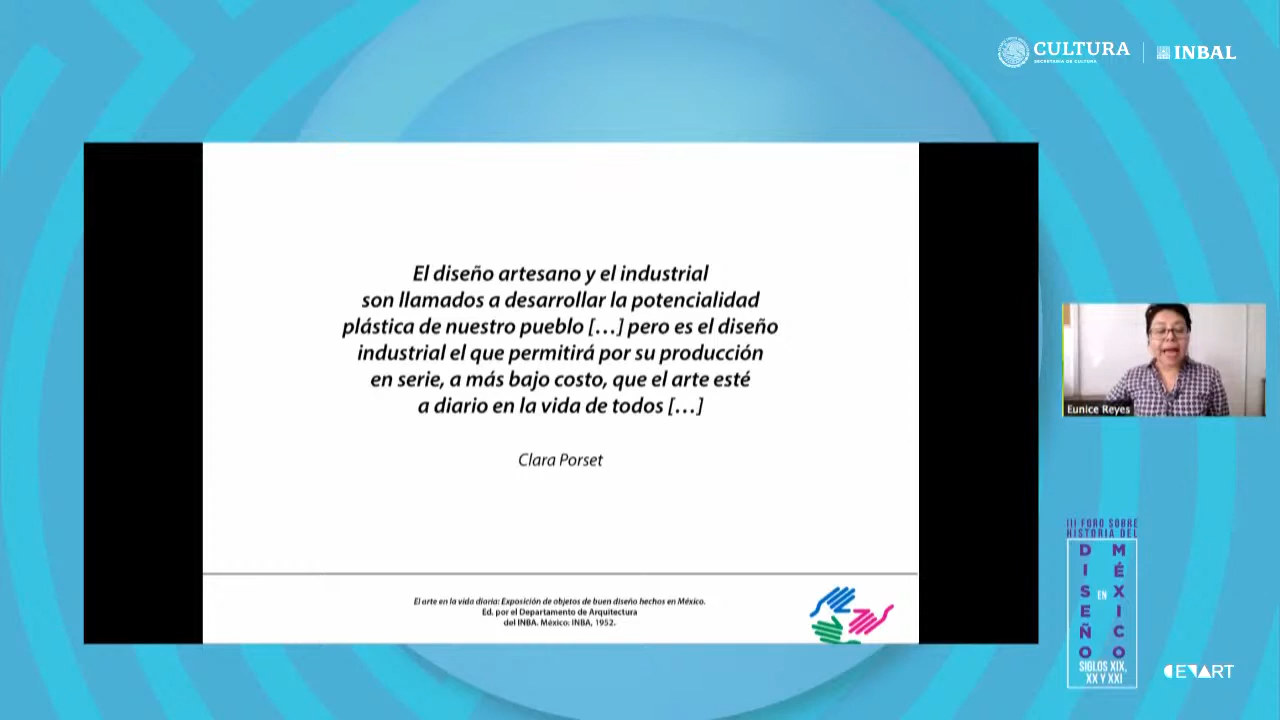 CULTURA
SECRETARÍA DE CULTURA
INBAL
El diseño artesano y el industrial
son llamados a desarrollar la potencialidad
plástica de nuestro pueblo […] pero es el diseño
industrial el que permitirá por su producción
en serie, a más bajo costo, que el arte esté
a diario en la vida de todos […]
Clara Porset
El arte en la vida diaria: Exposición de objetos de buen diseño hechos en México.
Ed. por el Departamento de Arquitectura
del INBA. México: INBA, 1952.
Eunice Reyes
III FORO SOBRE
HISTORIA DEL
DISEÑO
EN
MÉXICO
SIGLOS XIX,
XX Y XXI
CENART